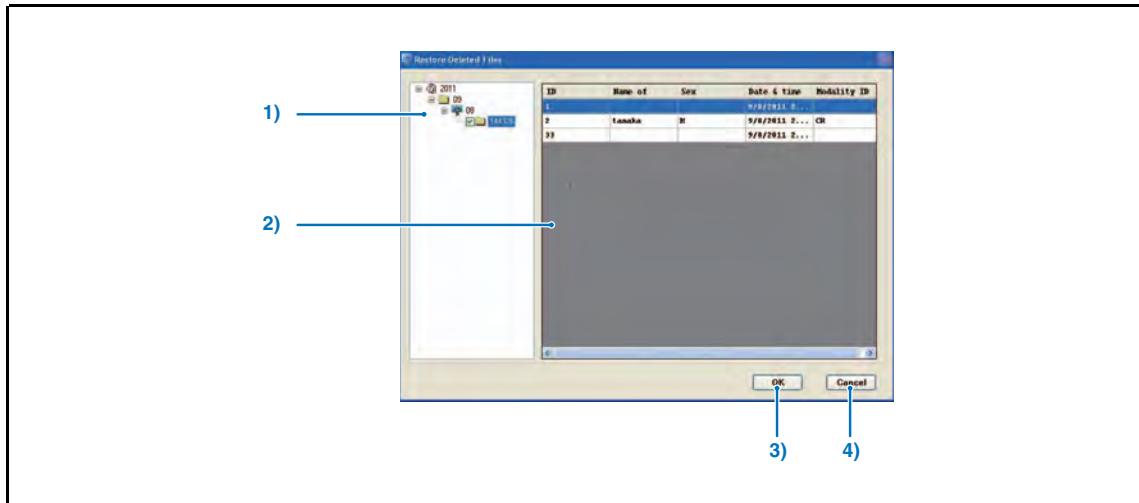 Restore Deleted Files
2011
09
08
ID Name of Sex Date & time Modality ID
1 9/8/2011 2...
2 tanaka M 9/8/2011 2... CR
33 9/8/2011 2...
1)
2)
OK Cancel
3) 4)